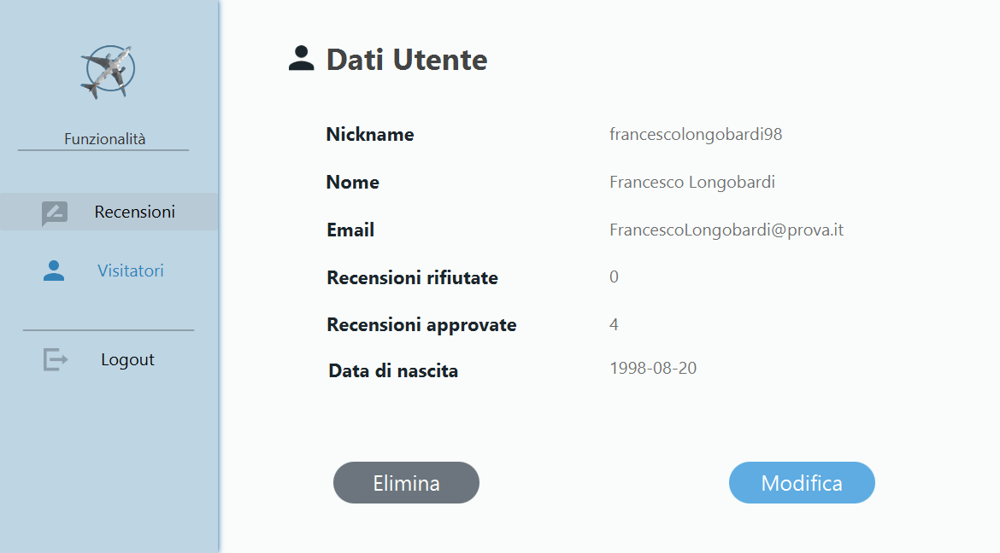 Funzionalità
Recensioni
Visitatori
Logout
Dati Utente
Nickname francescolongobardi98
Nome Francesco Longobardi
Email FrancescoLongobardi@prova.it
Recensioni rifiutate 0
Recensioni approvate 4
Data di nascita 1998-08-20
Elimina Modifica